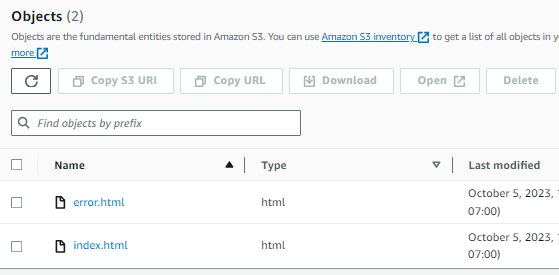 Objects (2)
Objects are the fundamental entities stored in Amazon S3. You can use Amazon S3 inventory to get a list of all objects in
more
Copy S3 URI Copy URL Download Open Delete
Find objects by prefix
Name Type Last modified
error.html html October 5, 2023,
07:00)
index.html html October 5, 2023,
07:00)